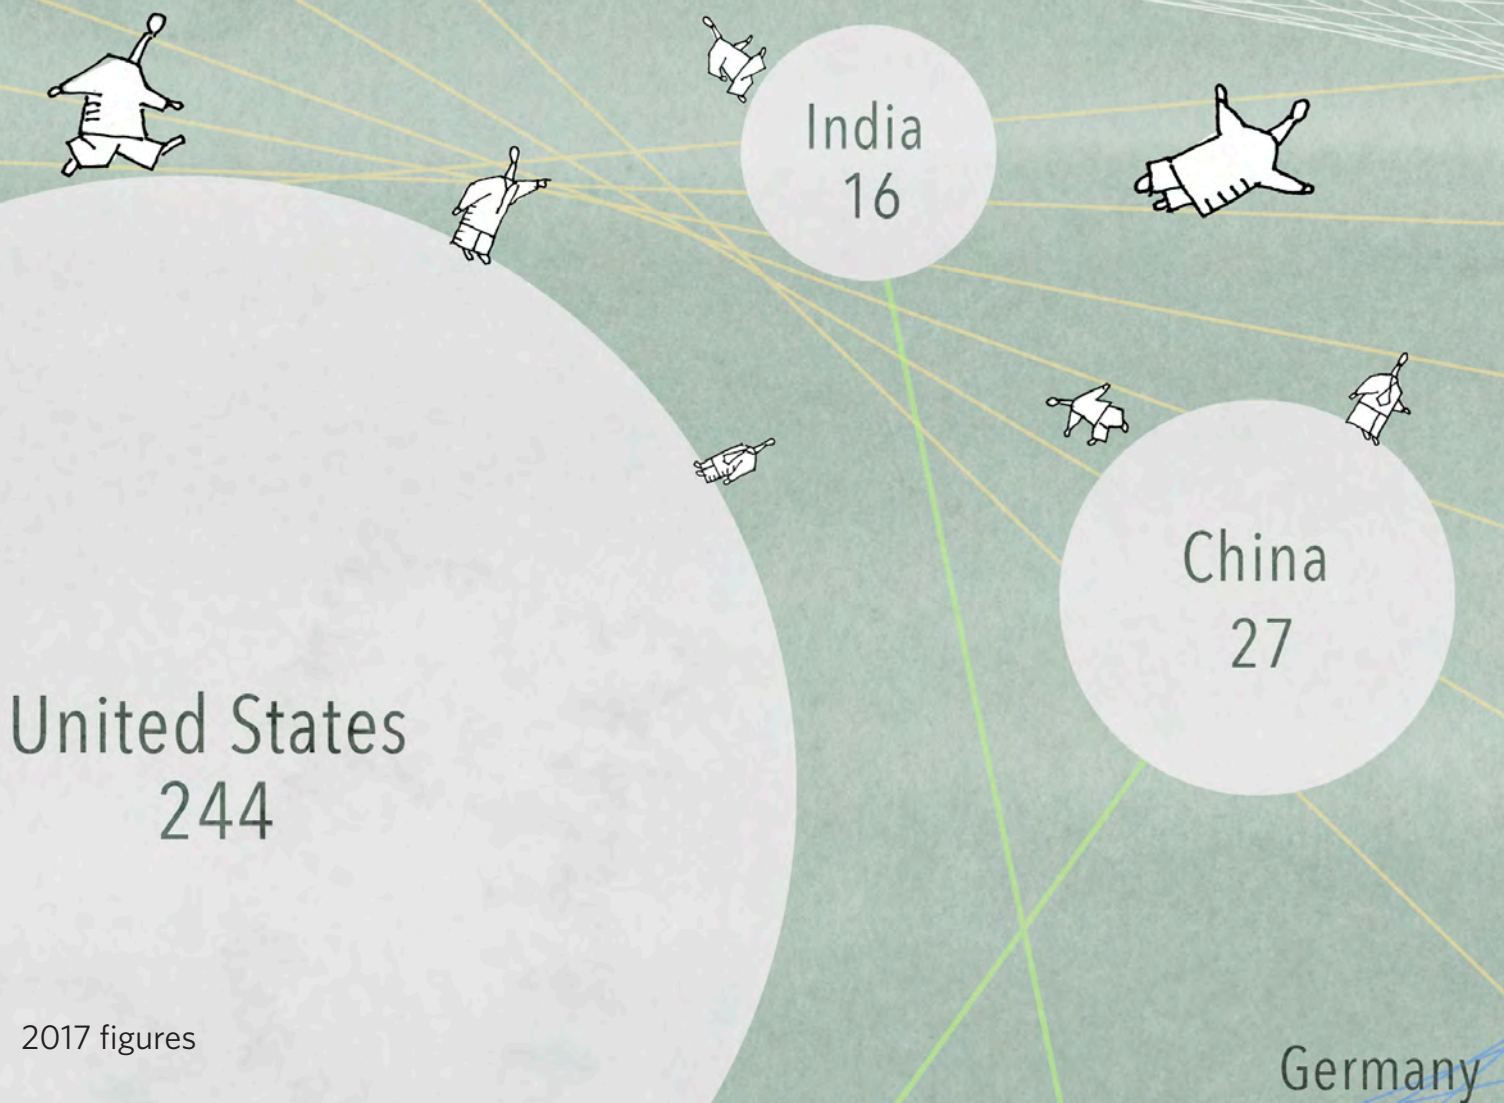 India
16
China
27
United States
244
2017 figures
Germany